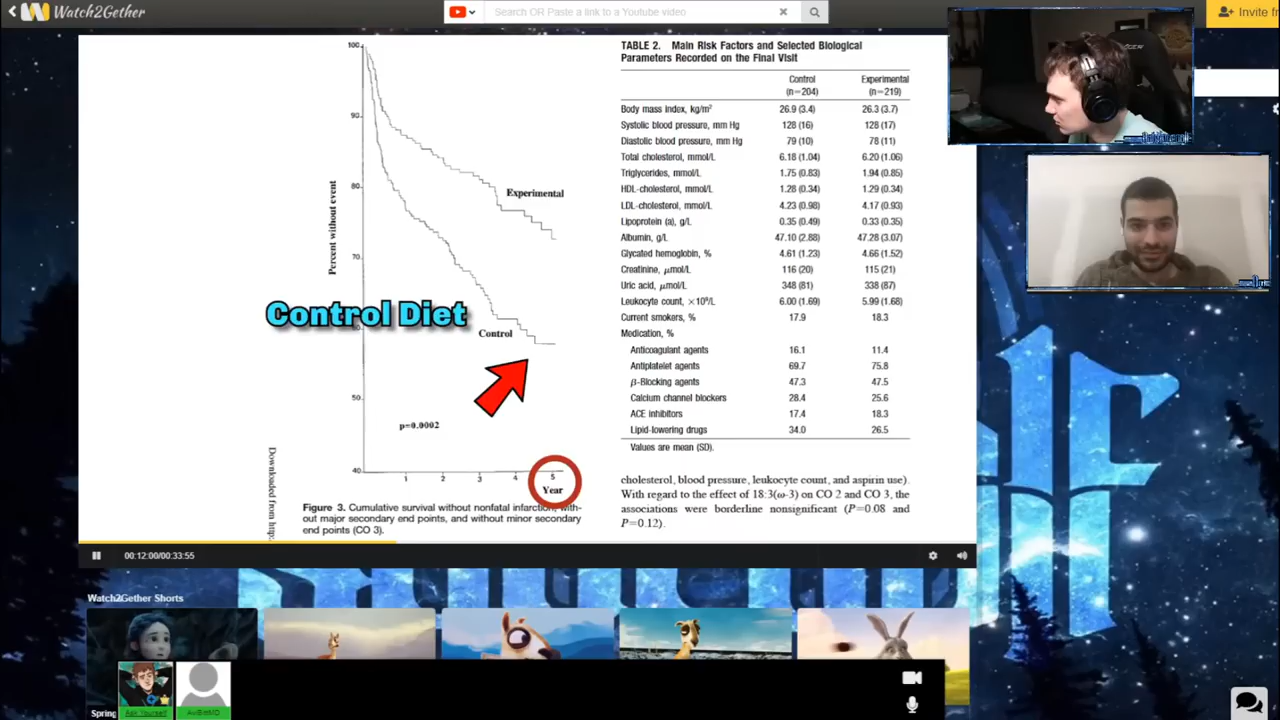 Watch2Gether
Search OR Paste a link to a Youtube video
Invite fr
100
90
80
70
50
40
Percent without event
Experimental
Control Diet
Control
p=0.0002
1 2 3 4 5
Year
Downloaded from http:
Figure 3. Cumulative survival without nonfatal infarction, with-
out major secondary end points, and without minor secondary
end points (CO 3).
TABLE 2. Main Risk Factors and Selected Biological
Parameters Recorded on the Final Visit
Control Experimental
(n=204) (n=219)
Body mass index, kg/m² 26.9 (3.4) 26.3 (3.7)
Systolic blood pressure, mm Hg 128 (16) 128 (17)
Diastolic blood pressure, mm Hg 79 (10) 78 (11)
Total cholesterol, mmol/L 6.18 (1.04) 6.20 (1.06)
Triglycerides, mmol/L 1.75 (0.83) 1.94 (0.85)
HDL-cholesterol, mmol/L 1.28 (0.34) 1.29 (0.34)
LDL-cholesterol, mmol/L 4.23 (0.98) 4.17 (0.93)
Lipoprotein (a), g/L 0.35 (0.49) 0.33 (0.35)
Albumin, g/L 47.10 (2.88) 47.28 (3.07)
Glycated hemoglobin, % 4.61 (1.23) 4.66 (1.52)
Creatinine, μmol/L 116 (20) 115 (21)
Uric acid, μmol/L 348 (81) 338 (87)
Leukocyte count, ×10⁹/L 6.00 (1.69) 5.99 (1.68)
Current smokers, % 17.9 18.3
Medication, %
Anticoagulant agents 16.1 11.4
Antiplatelet agents 69.7 75.8
β-Blocking agents 47.3 47.5
Calcium channel blockers 28.4 25.6
ACE inhibitors 17.4 18.3
Lipid-lowering drugs 34.0 26.5
Values are mean (SD).
cholesterol, blood pressure, leukocyte count, and aspirin use).
With regard to the effect of 18:3(ω-3) on CO 2 and CO 3, the
associations were borderline nonsignificant (P=0.08 and
P=0.12).
00:12:00/00:33:55
Watch2Gether Shorts
Spring
Ask Yourself
AviBittMD